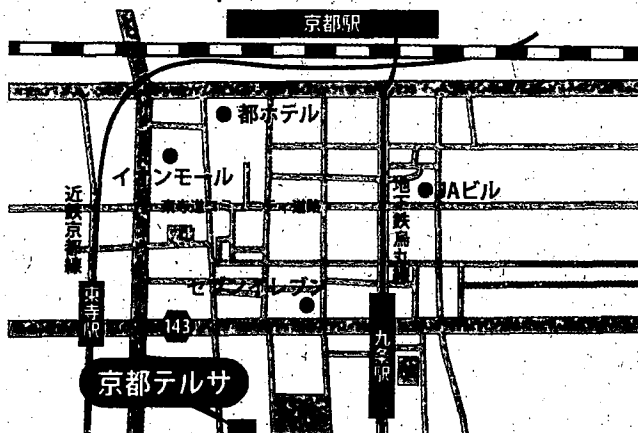 京都駅
都ホテル
イオンモール
JAビル
近鉄京都線
地下鉄烏丸線
セブンイレブン
東寺駅
143
九条駅
京都テルサ